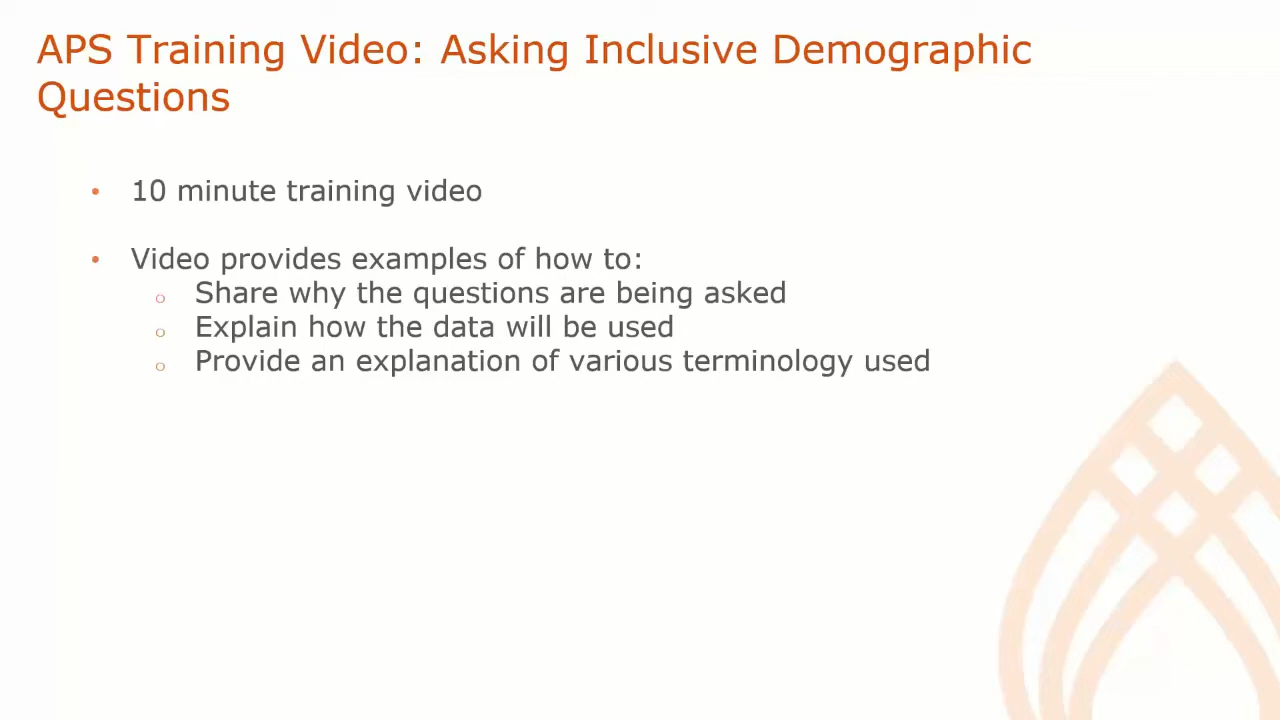 APS Training Video: Asking Inclusive Demographic
Questions
• 10 minute training video
• Video provides examples of how to:
o Share why the questions are being asked
o Explain how the data will be used
o Provide an explanation of various terminology used